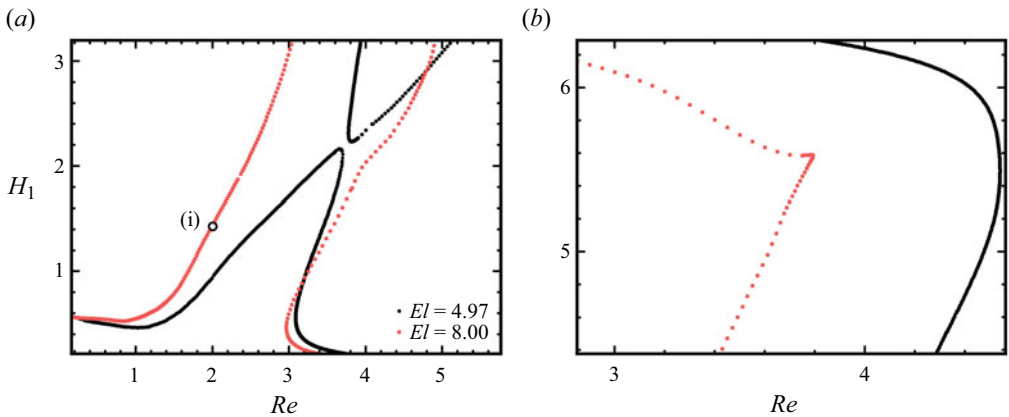 (a)
(b)
3
2
1
H1
(i)
El = 4.97
El = 8.00
1 2 3 4 5
Re
6
5
3 4
Re